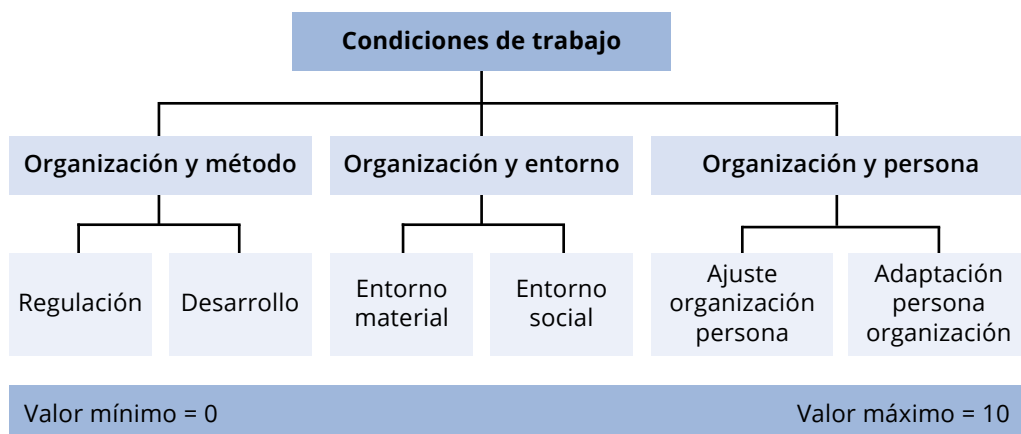 Condiciones de trabajo
Organización y método
Organización y entorno
Organización y persona
Regulación
Desarrollo
Entorno
material
Entorno
social
Ajuste
organización
persona
Adaptación
persona
organización
Valor mínimo = 0
Valor máximo = 10